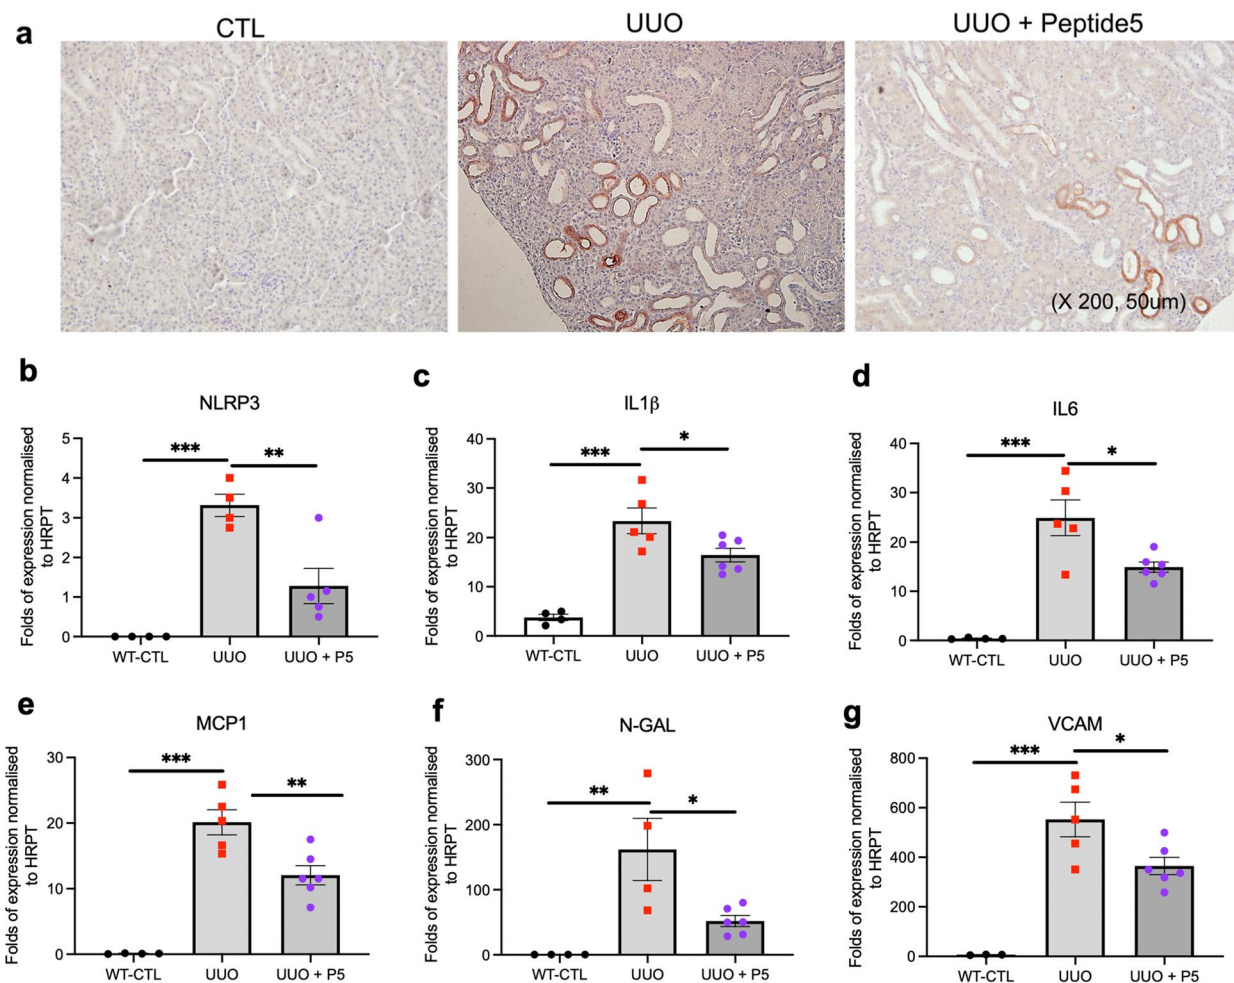 a
CTL
UUO
UUO + Peptide5
(X 200, 50um)
b
NLRP3
Folds of expression normalised
to HRPT
5
4
3
2
1
0
***
**
WT-CTL
UUO
UUO + P5
c
IL1β
Folds of expression normalised
to HRPT
40
30
20
10
0
***
*
WT-CTL
UUO
UUO + P5
d
IL6
Folds of expression normalised
to HRPT
40
30
20
10
0
***
*
WT-CTL
UUO
UUO + P5
e
MCP1
Folds of expression normalised
to HRPT
30
20
10
0
***
**
WT-CTL
UUO
UUO + P5
f
N-GAL
Folds of expression normalised
to HRPT
300
200
100
0
**
*
WT-CTL
UUO
UUO + P5
g
VCAM
Folds of expression normalised
to HRPT
800
600
400
200
0
***
*
WT-CTL
UUO
UUO + P5